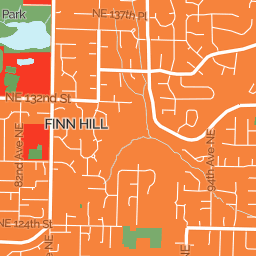 Park
NE 137th Pl
NE 132nd St
FINN HILL
82nd Ave NE
94th Ave NE
NE 124th St